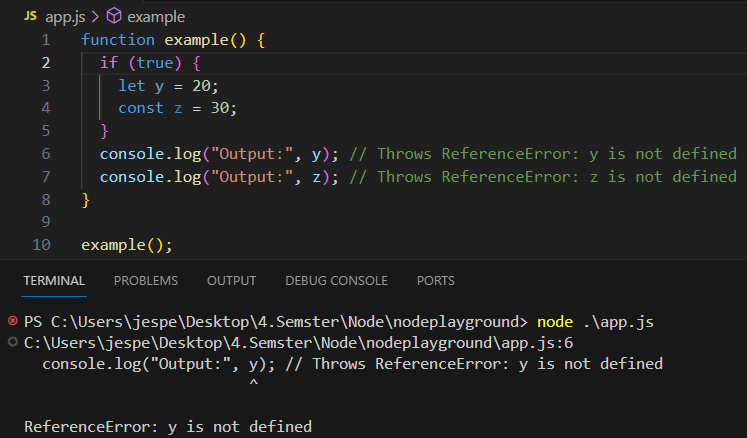 JS app.js > example
1 function example() {
2 if (true) {
3 let y = 20;
4 const z = 30;
5 }
6 console.log("Output:", y); // Throws ReferenceError: y is not defined
7 console.log("Output:", z); // Throws ReferenceError: z is not defined
8 }
9
10 example();
TERMINAL PROBLEMS OUTPUT DEBUG CONSOLE PORTS
PS C:\Users\jespe\Desktop\4.Semster\Node\nodeplayground> node .\app.js
C:\Users\jespe\Desktop\4.Semster\Node\nodeplayground\app.js:6
console.log("Output:", y); // Throws ReferenceError: y is not defined
^
ReferenceError: y is not defined